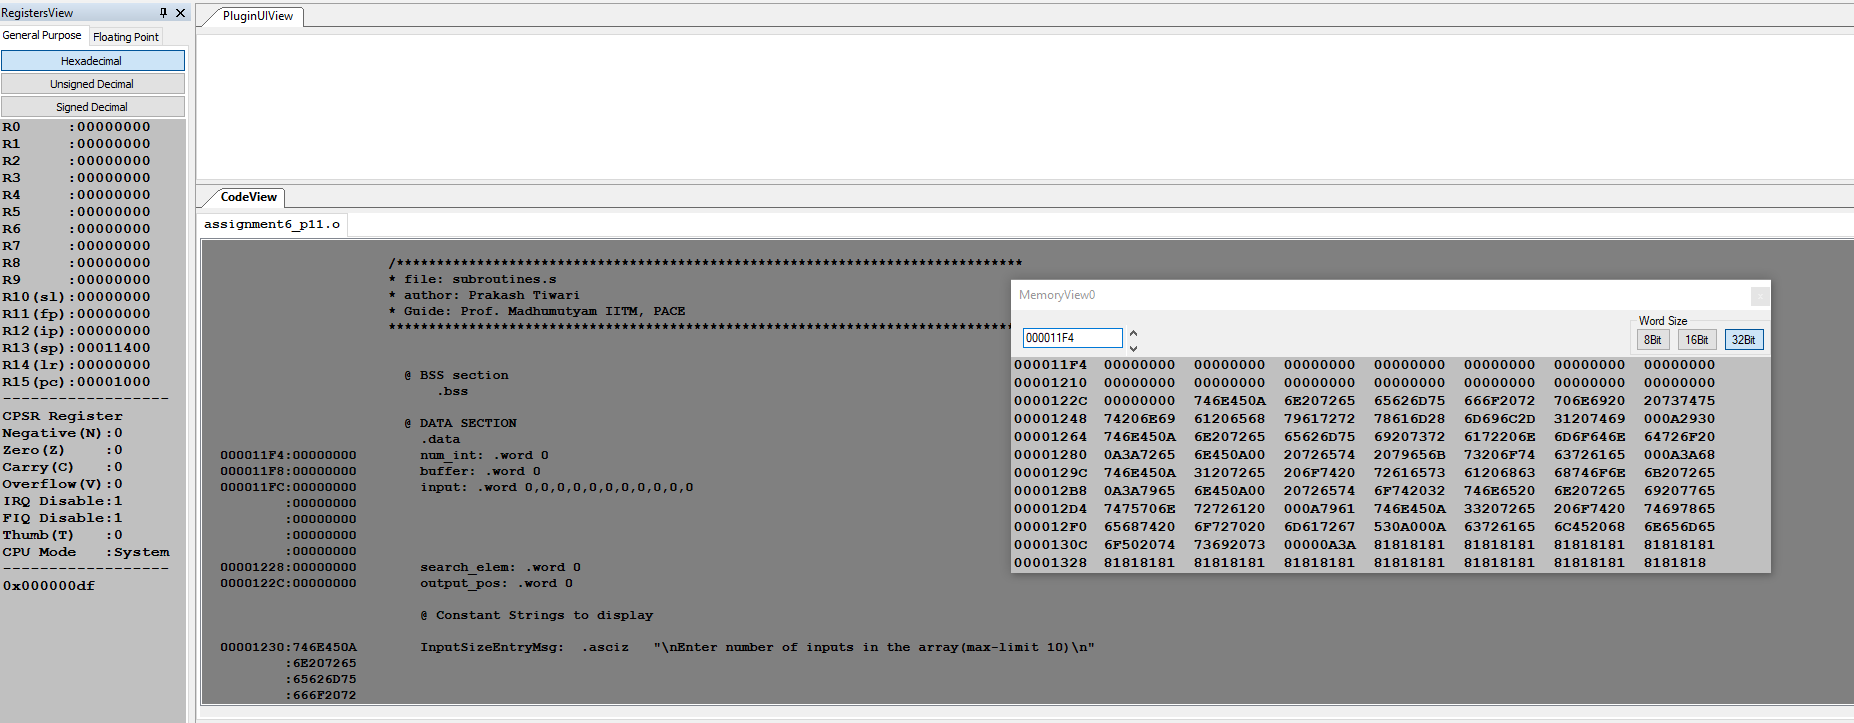 RegistersView
General Purpose
Floating Point
Hexadecimal
Unsigned Decimal
Signed Decimal
R0 :00000000
R1 :00000000
R2 :00000000
R3 :00000000
R4 :00000000
R5 :00000000
R6 :00000000
R7 :00000000
R8 :00000000
R9 :00000000
R10(sl):00000000
R11(fp):00000000
R12(ip):00000000
R13(sp):00011400
R14(lr):00000000
R15(pc):00001000
------------------
CPSR Register
Negative(N):0
Zero(Z) :0
Carry(C) :0
Overflow(V):0
IRQ Disable:1
FIQ Disable:1
Thumb(T) :0
CPU Mode :System
------------------
0x000000df
PluginUIView
CodeView
assignment6_p11.o
/******************************************************************************
* file: subroutines.s
* author: Prakash Tiwari
* Guide: Prof. Madhumutyam IITM, PACE
******************************************************************************
@ BSS section
.bss
@ DATA SECTION
.data
000011F4:00000000 num_int: .word 0
000011F8:00000000 buffer: .word 0
000011FC:00000000 input: .word 0,0,0,0,0,0,0,0,0,0,0
:00000000
:00000000
:00000000
:00000000
00001228:00000000 search_elem: .word 0
0000122C:00000000 output_pos: .word 0
@ Constant Strings to display
00001230:746E450A InputSizeEntryMsg: .asciz "\nEnter number of inputs in the array(max-limit 10)\n"
:6E207265
:65626D75
:666F2072
MemoryView0
000011F4
Word Size
8Bit 16Bit 32Bit
000011F4 00000000 00000000 00000000 00000000 00000000 00000000 00000000
00001210 00000000 00000000 00000000 00000000 00000000 00000000 00000000
0000122C 00000000 746E450A 6E207265 65626D75 666F2072 706E6920 20737475
00001248 74206E69 61206568 79617272 78616D28 6D696C2D 31207469 000A2930
00001264 746E450A 6E207265 65626D75 69207372 6172206E 6D6F646E 64726F20
00001280 0A3A7265 6E450A00 20726574 2079656B 73206F74 63726165 000A3A68
0000129C 746E450A 31207265 206F7420 72616573 61206863 68746F6E 6B207265
000012B8 0A3A7965 6E450A00 20726574 6F742032 746E6520 6E207265 69207765
000012D4 7475706E 72726120 000A7961 746E450A 33207265 206F7420 74697865
000012F0 65687420 6F727020 6D617267 530A000A 63726165 6C452068 6E656D65
0000130C 6F502074 73692073 00000A3A 81818181 81818181 81818181 81818181
00001328 81818181 81818181 81818181 81818181 81818181 81818181 8181818